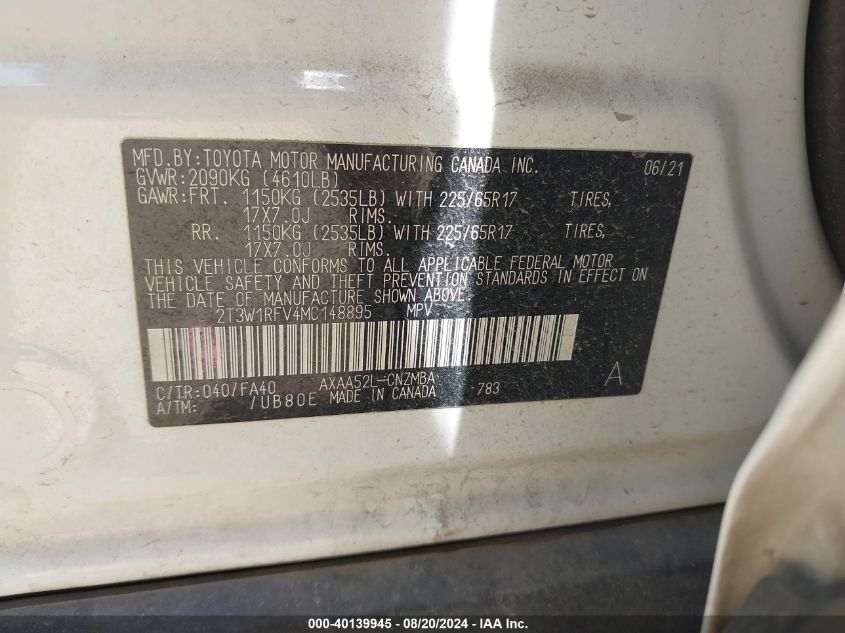 MFD.BY:TOYOTA MOTOR MANUFACTURING CANADA INC. 06/21
GVWR:2090KG (4610LB)
GAWR:FRT. 1150KG (2535LB) WITH 225/65R17 TIRES,
17X7.0J RIMS.
RR. 1150KG (2535LB) WITH 225/65R17 TIRES,
17X7.0J RIMS.
THIS VEHICLE CONFORMS TO ALL APPLICABLE FEDERAL MOTOR
VEHICLE SAFETY AND THEFT PREVENTION STANDARDS IN EFFECT ON
THE DATE OF MANUFACTURE SHOWN ABOVE.
2T3W1RFV4MC148895 MPV
C/TR:040/FA40 AXAA52L-CNZMBA 783 A
A/TM: /UB80E MADE IN CANADA
000-40139945 - 08/20/2024 - IAA Inc.